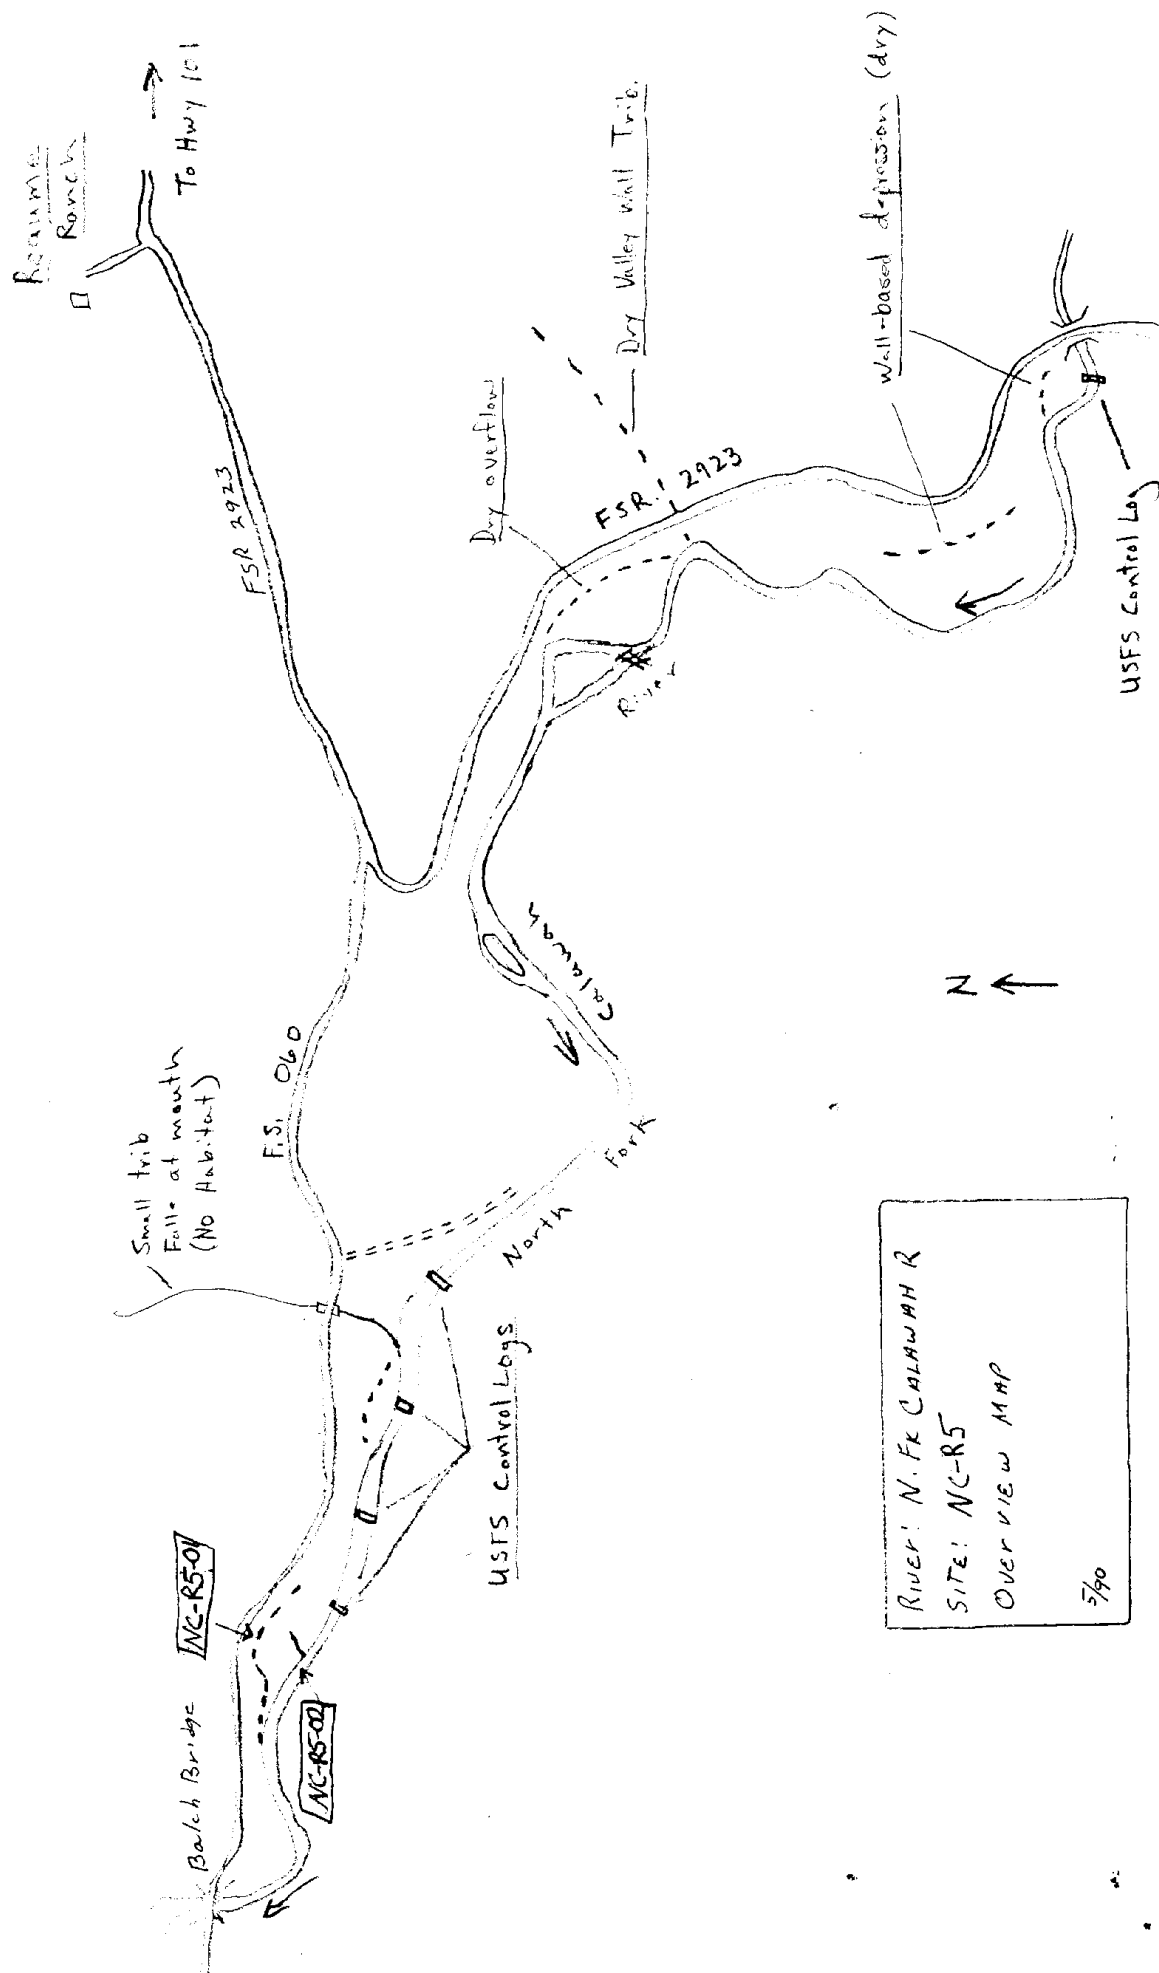 Reaume
Ranch
To Hwy 101
FSR 2923
Small trib
Falls at mouth
(No Habitat)
F.S. 060
Balch Bridge
NC-R5-01
NC-R5-02
USFS Control Logs
North
Fork
Calawah
River
Dry overflow
FSR 2923
Dry Valley Wall Trib.
Wall-based depression (dry)
USFS Control Log
N
River: N. Fk CALAWAH R
SITE: NC-R5
OVERVIEW MAP
5/90